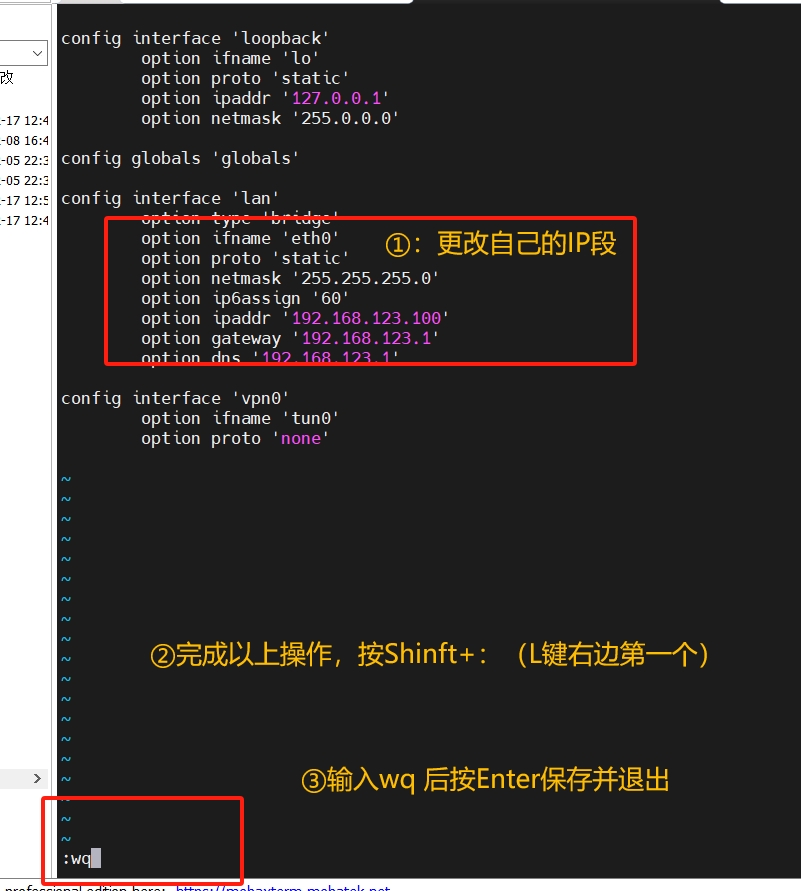 config interface 'loopback'
option ifname 'lo'
改
option proto 'static'
option ipaddr '127.0.0.1'
-17 12:4
option netmask '255.0.0.0'
-08 16:4
config globals 'globals'
-05 22:3
-05 22:3
config interface 'lan'
-17 12:5
option type 'bridge'
-17 12:4
option ifname 'eth0'
①：更改自己的IP段
option proto 'static'
option netmask '255.255.255.0'
option ip6assign '60'
option ipaddr '192.168.123.100'
option gateway '192.168.123.1'
option dns '192.168.123.1'
config interface 'vpn0'
option ifname 'tun0'
option proto 'none'
~
~
~
~
~
~
~
~
~
②完成以上操作，按Shinft+：（L键右边第一个）
~
~
~
~
~
~
③输入wq 后按Enter保存并退出
~
~
~
~
:wq
professional edition here: https://mobaxterm.mobatek.net